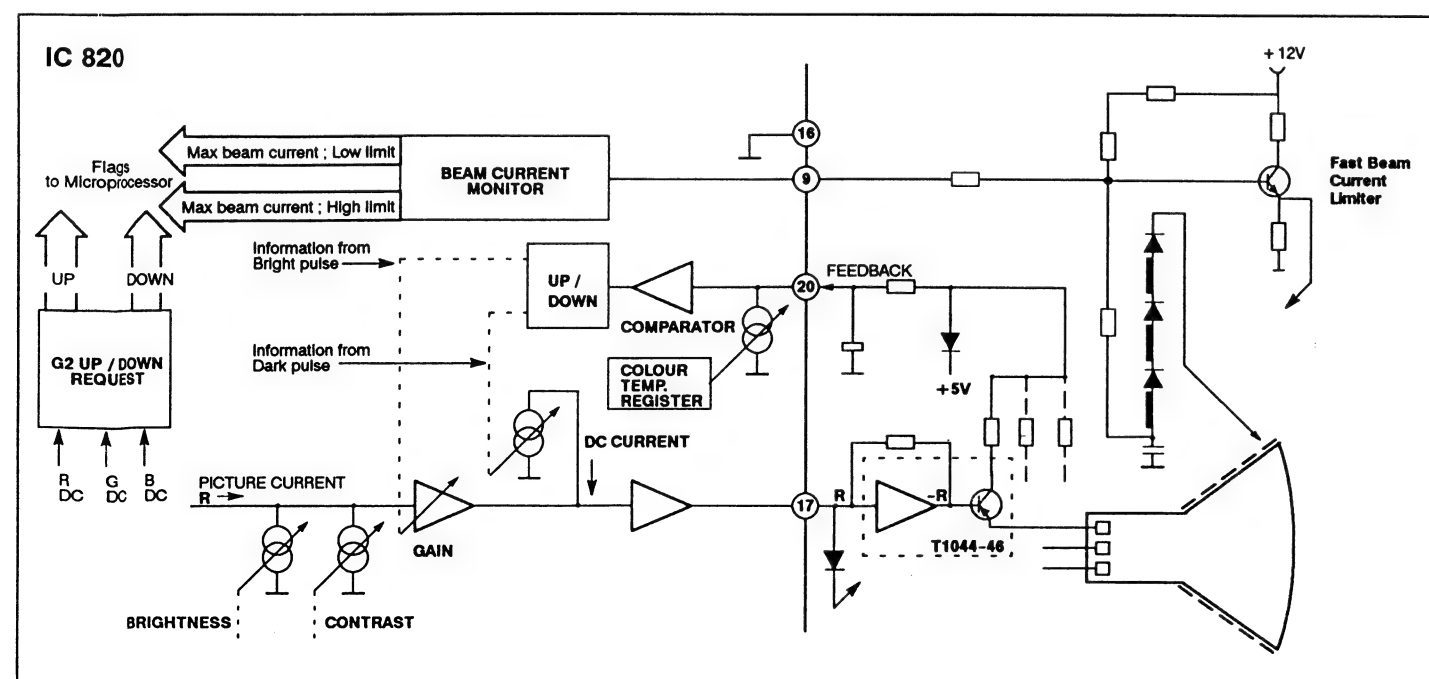 IC 820
+ 12V
16
Max beam current ; Low limit
Flags
to Microprocessor
BEAM CURRENT
MONITOR
9
Fast Beam
Current
Limiter
Max beam current ; High limit
Information from
Bright pulse
UP
DOWN
UP /
DOWN
20
FEEDBACK
COMPARATOR
G2 UP / DOWN
REQUEST
Information from
Dark pulse
COLOUR
TEMP.
REGISTER
+5V
DC CURRENT
R
DC
G
DC
B
DC
PICTURE CURRENT
R
17
R
~R
GAIN
T1044-46
BRIGHTNESS
CONTRAST